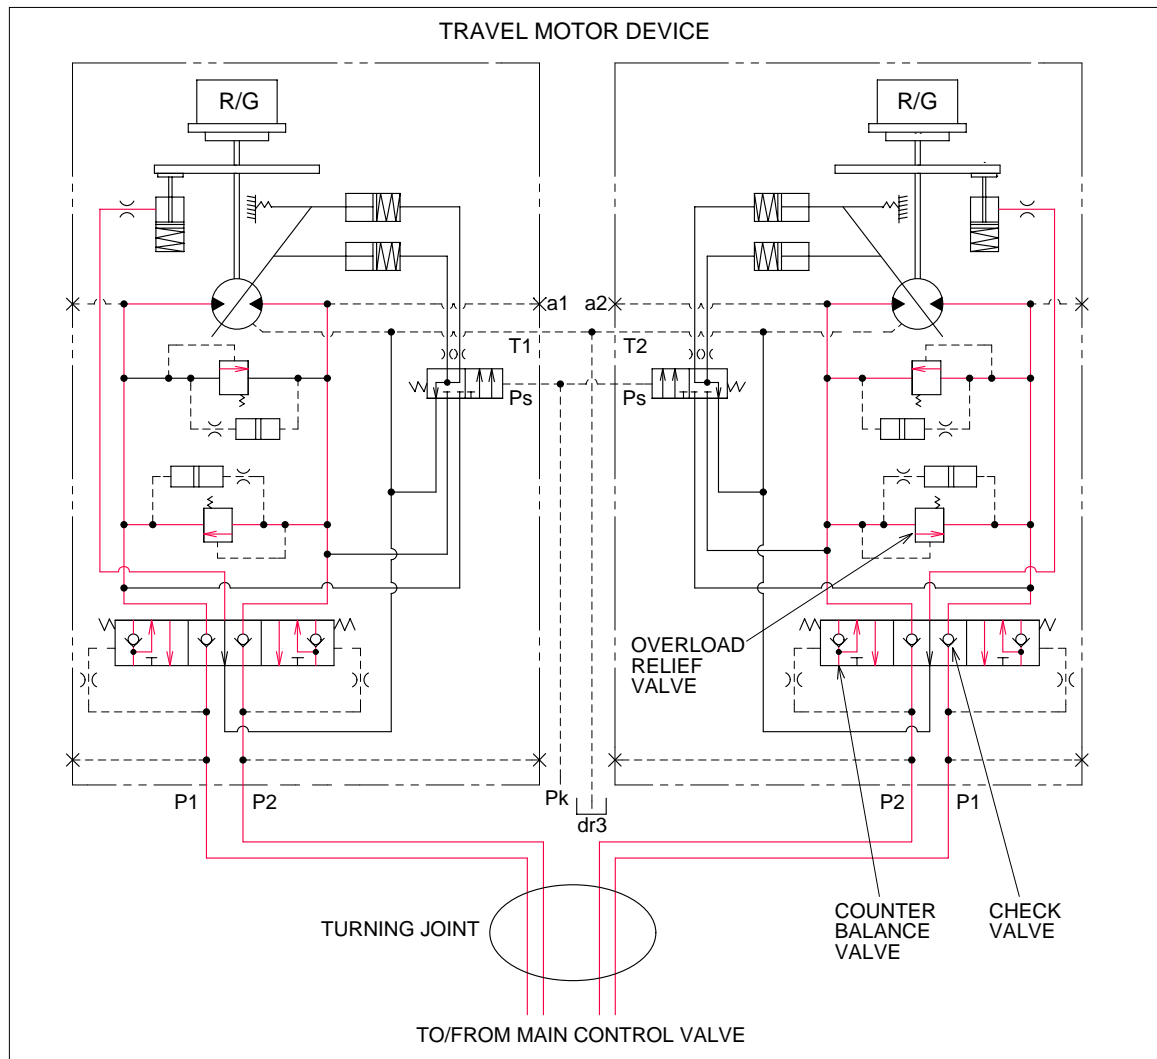 TRAVEL MOTOR DEVICE
R/G
R/G
a1
a2
T1
T2
Ps
Ps
OVERLOAD
RELIEF
VALVE
P1
P2
Pk
dr3
P2
P1
TURNING JOINT
COUNTER
BALANCE
VALVE
CHECK
VALVE
TO/FROM MAIN CONTROL VALVE